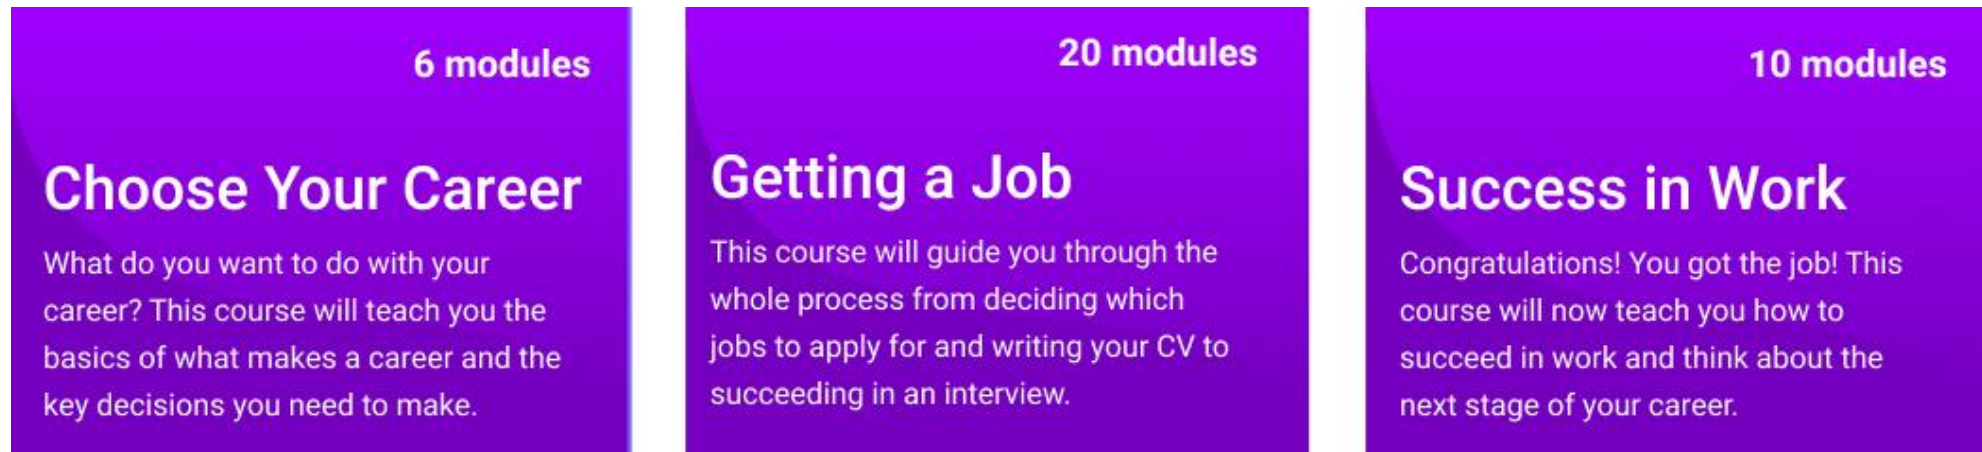 6 modules
Choose Your Career
What do you want to do with your
career? This course will teach you the
basics of what makes a career and the
key decisions you need to make.
20 modules
Getting a Job
This course will guide you through the
whole process from deciding which
jobs to apply for and writing your CV to
succeeding in an interview.
10 modules
Success in Work
Congratulations! You got the job! This
course will now teach you how to
succeed in work and think about the
next stage of your career.